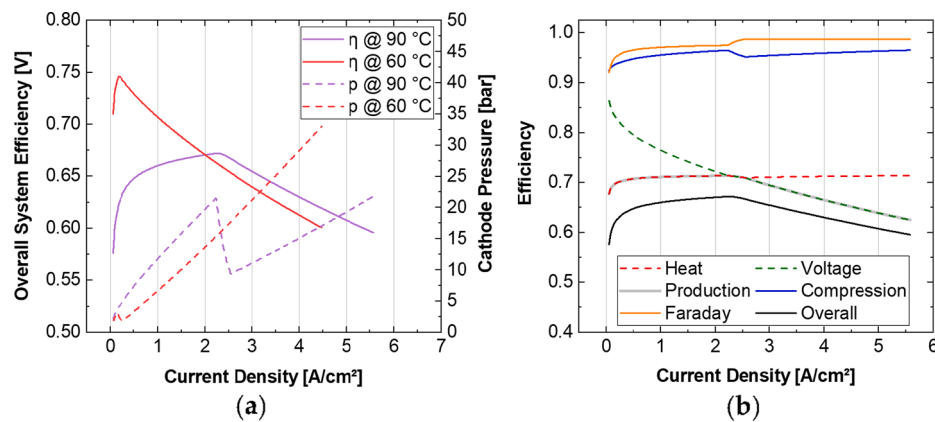 Overall System Efficiency [V]
0.80
0.75
0.70
0.65
0.60
0.55
0.50
η @ 90 °C
η @ 60 °C
p @ 90 °C
p @ 60 °C
50
45
40
35
30
25
20
15
10
5
0
Cathode Pressure [bar]
0 1 2 3 4 5 6 7
Current Density [A/cm²]
(a)
Efficiency
1.0
0.9
0.8
0.7
0.6
0.5
0.4
Heat Voltage
Production Compression
Faraday Overall
0 1 2 3 4 5 6
Current Density [A/cm²]
(b)